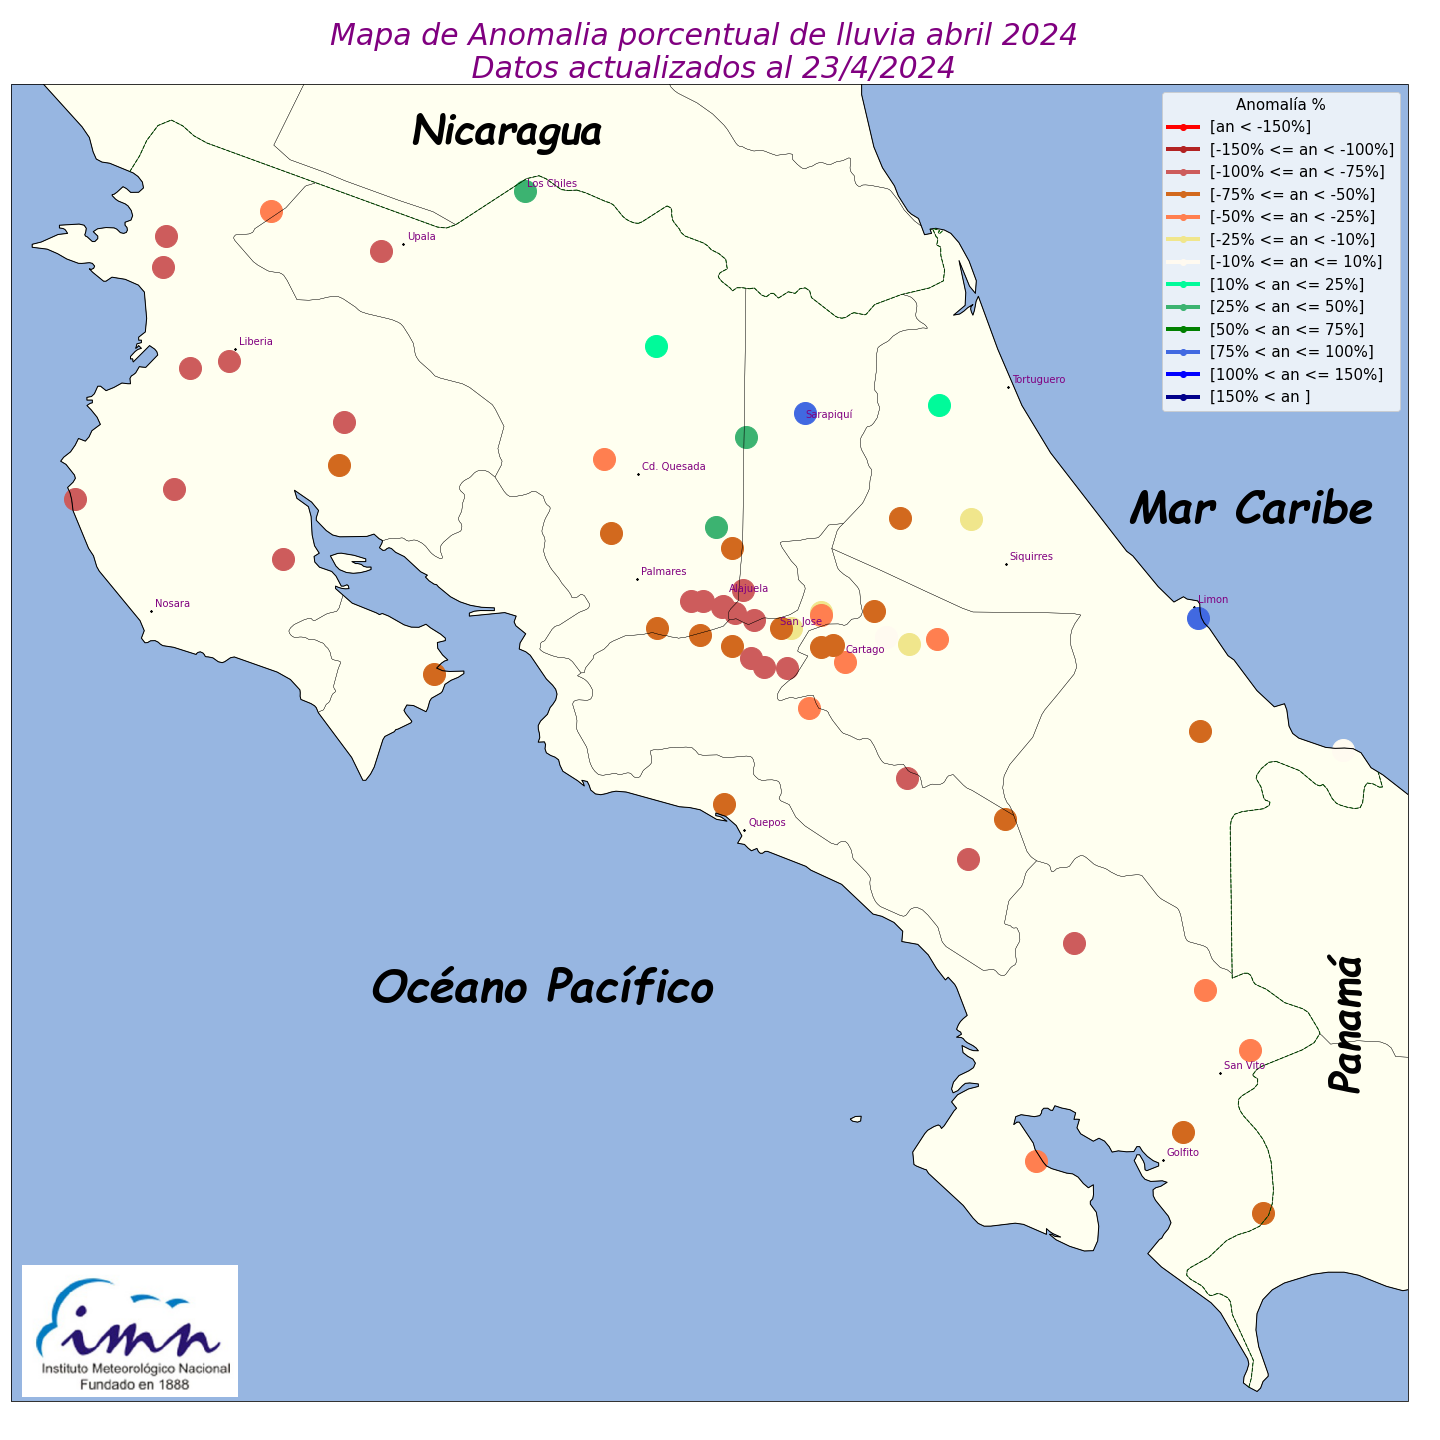 Mapa de Anomalia porcentual de lluvia abril 2024
Datos actualizados al 23/4/2024
Anomalía %
[an < -150%]
[-150% <= an < -100%]
[-100% <= an < -75%]
[-75% <= an < -50%]
[-50% <= an < -25%]
[-25% <= an < -10%]
[-10% <= an <= 10%]
[10% < an <= 25%]
[25% < an <= 50%]
[50% < an <= 75%]
[75% < an <= 100%]
[100% < an <= 150%]
[150% < an ]
Nicaragua
Los Chiles
Upala
Liberia
Tortuguero
Sarapiquí
Cd. Quesada
Mar Caribe
Siquirres
Palmares
Alajuela
Nosara
Limon
San Jose
Cartago
Quepos
Océano Pacífico
Panamá
San Vito
Golfito
imn
Instituto Meteorológico Nacional
Fundado en 1888